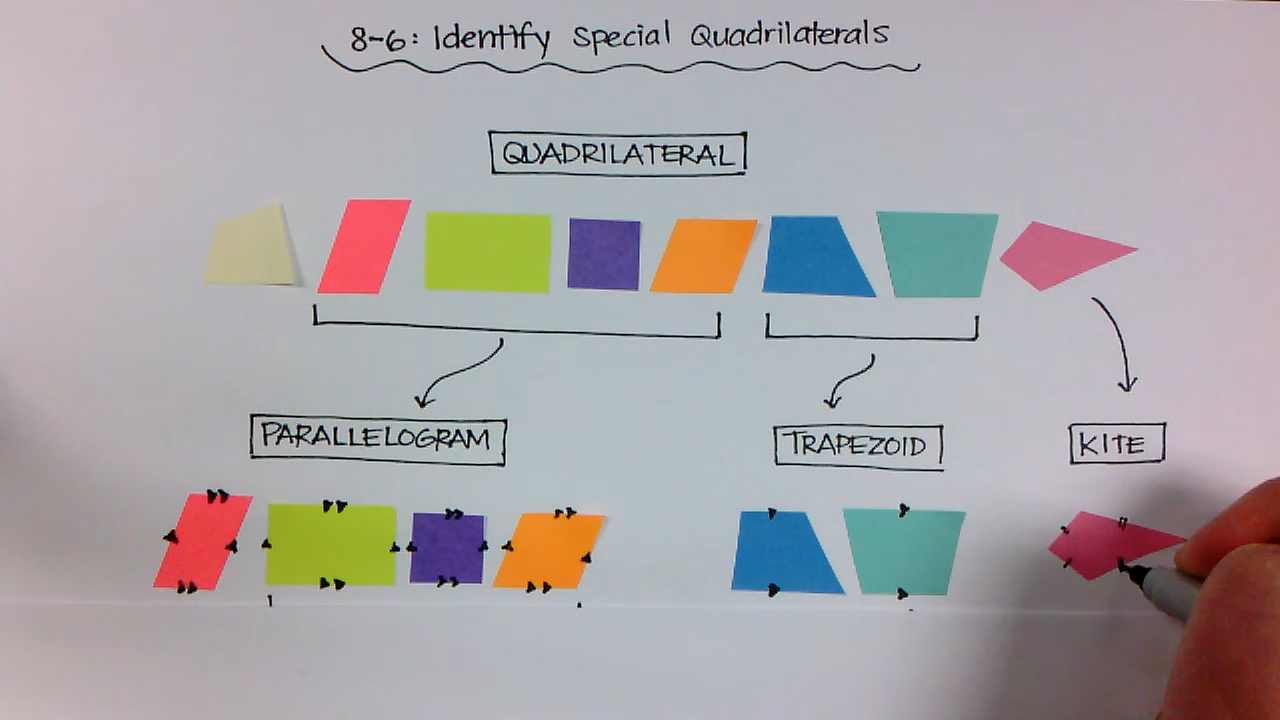 8-6: Identify Special Quadrilaterals
QUADRILATERAL
PARALLELOGRAM
TRAPEZOID
KITE